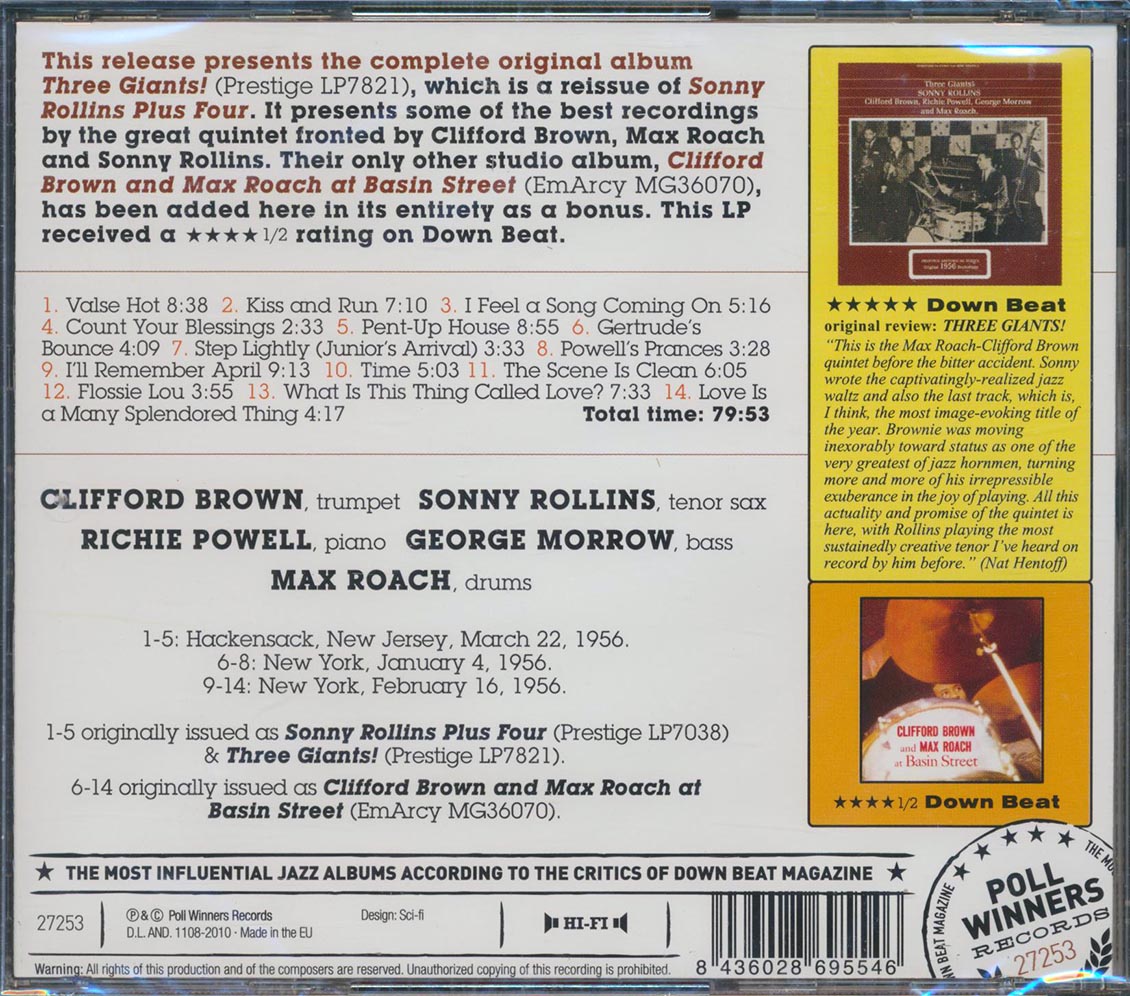 This release presents the complete original album
Three Giants! (Prestige LP7821), which is a reissue of Sonny
Rollins Plus Four. It presents some of the best recordings
by the great quintet fronted by Clifford Brown, Max Roach
and Sonny Rollins. Their only other studio album, Clifford
Brown and Max Roach at Basin Street (EmArcy MG36070),
has been added here in its entirety as a bonus. This LP
received a ★★★★ 1/2 rating on Down Beat.
1. Valse Hot 8:38 2. Kiss and Run 7:10 3. I Feel a Song Coming On 5:16
4. Count Your Blessings 2:33 5. Pent-Up House 8:55 6. Gertrude's
Bounce 4:09 7. Step Lightly (Junior's Arrival) 3:33 8. Powell's Prances 3:28
9. I'll Remember April 9:13 10. Time 5:03 11. The Scene Is Clean 6:05
12. Flossie Lou 3:55 13. What Is This Thing Called Love? 7:33 14. Love Is
a Many Splendored Thing 4:17 Total time: 79:53
CLIFFORD BROWN, trumpet SONNY ROLLINS, tenor sax
RICHIE POWELL, piano GEORGE MORROW, bass
MAX ROACH, drums
1-5: Hackensack, New Jersey, March 22, 1956.
6-8: New York, January 4, 1956.
9-14: New York, February 16, 1956.
1-5 originally issued as Sonny Rollins Plus Four (Prestige LP7038)
& Three Giants! (Prestige LP7821).
6-14 originally issued as Clifford Brown and Max Roach at
Basin Street (EmArcy MG36070).
Three Giants!
SONNY ROLLINS
Clifford Brown, Richie Powell, George Morrow
and Max Roach.
Original 1956 Recordings
★★★★★ Down Beat
original review: THREE GIANTS!
"This is the Max Roach-Clifford Brown
quintet before the bitter accident. Sonny
wrote the captivatingly-realized jazz
waltz and also the last track, which is,
I think, the most image-evoking title of
the year. Brownie was moving
inexorably toward status as one of the
very greatest of jazz hornmen, turning
more and more of his irrepressible
exuberance in the joy of playing. All this
actuality and promise of the quintet is
here, with Rollins playing the most
sustainedly creative tenor I've heard on
record by him before." (Nat Hentoff)
CLIFFORD BROWN
and MAX ROACH
at Basin Street
★★★★1/2 Down Beat
★ THE MOST INFLUENTIAL JAZZ ALBUMS ACCORDING TO THE CRITICS OF DOWN BEAT MAGAZINE ★
27253
℗ & © Poll Winners Records
D.L. AND. 1108-2010 · Made in the EU
Design: Sci-fi
HI-FI
8 436028 695546
Warning: All rights of this production and of the composers are reserved. Unauthorized copying of this recording is prohibited.
WN BEAT MAGAZINE ★ ★ ★ ★ ★ ★ THE MO
POLL
WINNERS
RECORDS
27253